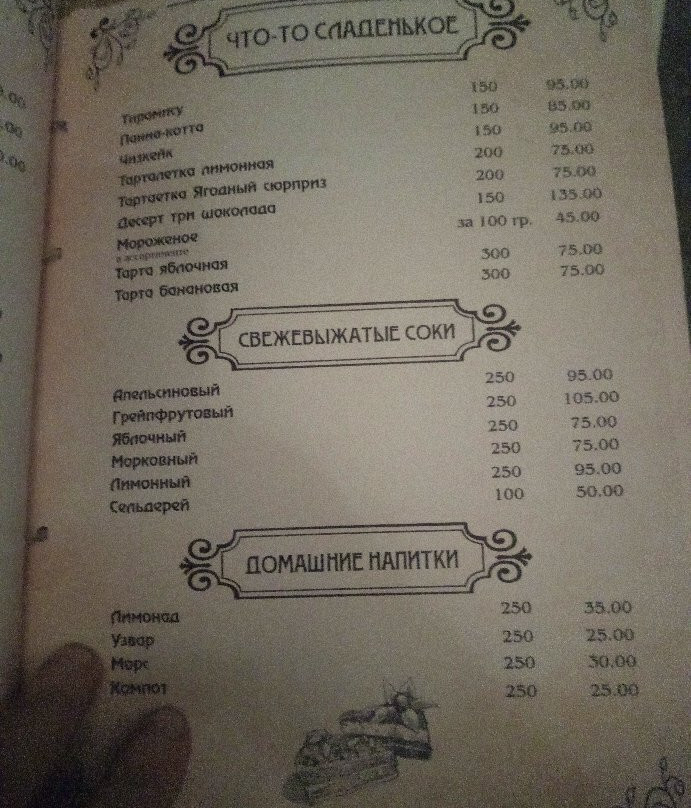 ЧТО-ТО СЛАДЕНЬКОЕ
Тирамису 150 95.00
Панна-котта 150 85.00
Чизкейк 150 95.00
Тарталетка лимонная 200 75.00
Тартаетка Ягодный сюрприз 200 75.00
Десерт три шоколада 150 135.00
Мороженое за 100 гр. 45.00
в ассортименте
Тарта яблочная 300 75.00
Тарта банановая 300 75.00
СВЕЖЕВЫЖАТЫЕ СОКИ
Апельсиновый 250 95.00
Грейпфрутовый 250 105.00
Яблочный 250 75.00
Морковный 250 75.00
Лимонный 250 95.00
Сельдерей 100 50.00
ДОМАШНИЕ НАПИТКИ
Лимонад 250 35.00
Узвар 250 25.00
Морс 250 30.00
Компот 250 25.00